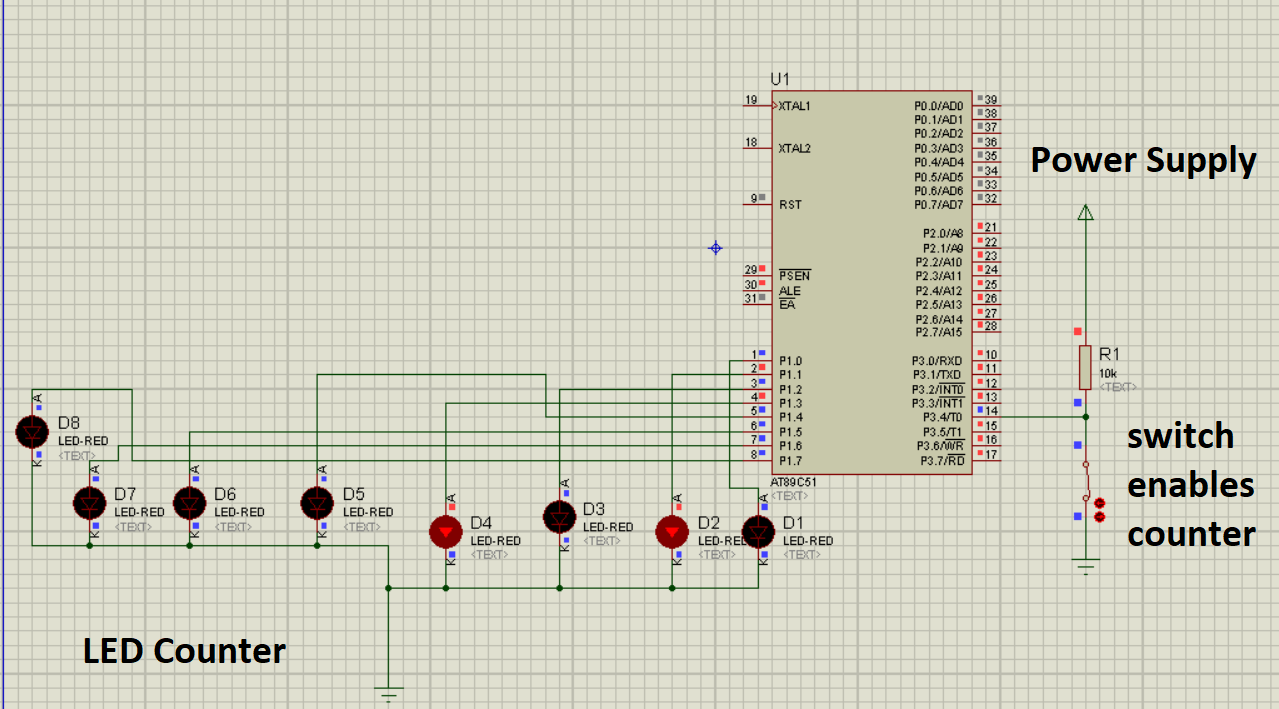 U1
19
XTAL1
18
XTAL2
9
RST
29
PSEN
30
ALE
31
EA
1
P1.0
2
P1.1
3
P1.2
4
P1.3
5
P1.4
6
P1.5
7
P1.6
8
P1.7
P0.0/AD0
39
P0.1/AD1
38
P0.2/AD2
37
P0.3/AD3
36
P0.4/AD4
35
P0.5/AD5
34
P0.6/AD6
33
P0.7/AD7
32
P2.0/A8
21
P2.1/A9
22
P2.2/A10
23
P2.3/A11
24
P2.4/A12
25
P2.5/A13
26
P2.6/A14
27
P2.7/A15
28
P3.0/RXD
10
P3.1/TXD
11
P3.2/INT0
12
P3.3/INT1
13
P3.4/T0
14
P3.5/T1
15
P3.6/WR
16
P3.7/RD
17
AT89C51
<TEXT>
Power Supply
R1
10k
<TEXT>
switch
enables
counter
A
D8
LED-RED
<TEXT>
K
A
D7
LED-RED
<TEXT>
K
A
D6
LED-RED
<TEXT>
K
A
D5
LED-RED
<TEXT>
K
A
D4
LED-RED
<TEXT>
K
A
D3
LED-RED
<TEXT>
K
A
D2
LED-RED
<TEXT>
K
A
D1
LED-RED
<TEXT>
K
LED Counter